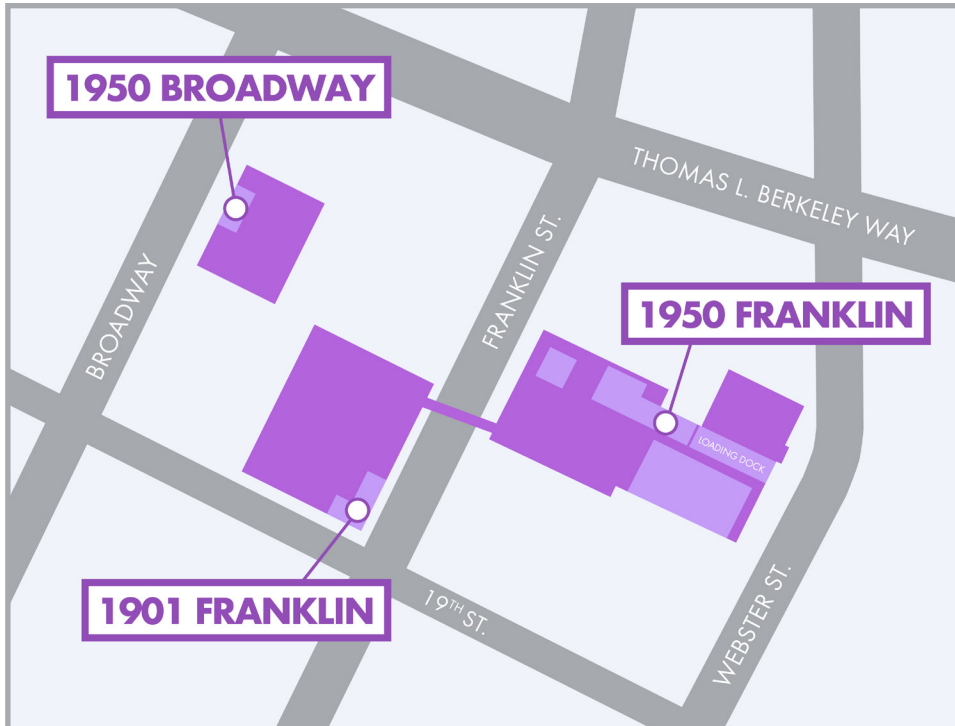 1950 BROADWAY
THOMAS L. BERKELEY WAY
BROADWAY
FRANKLIN ST.
1950 FRANKLIN
LOADING DOCK
1901 FRANKLIN
19TH ST.
WEBSTER ST.